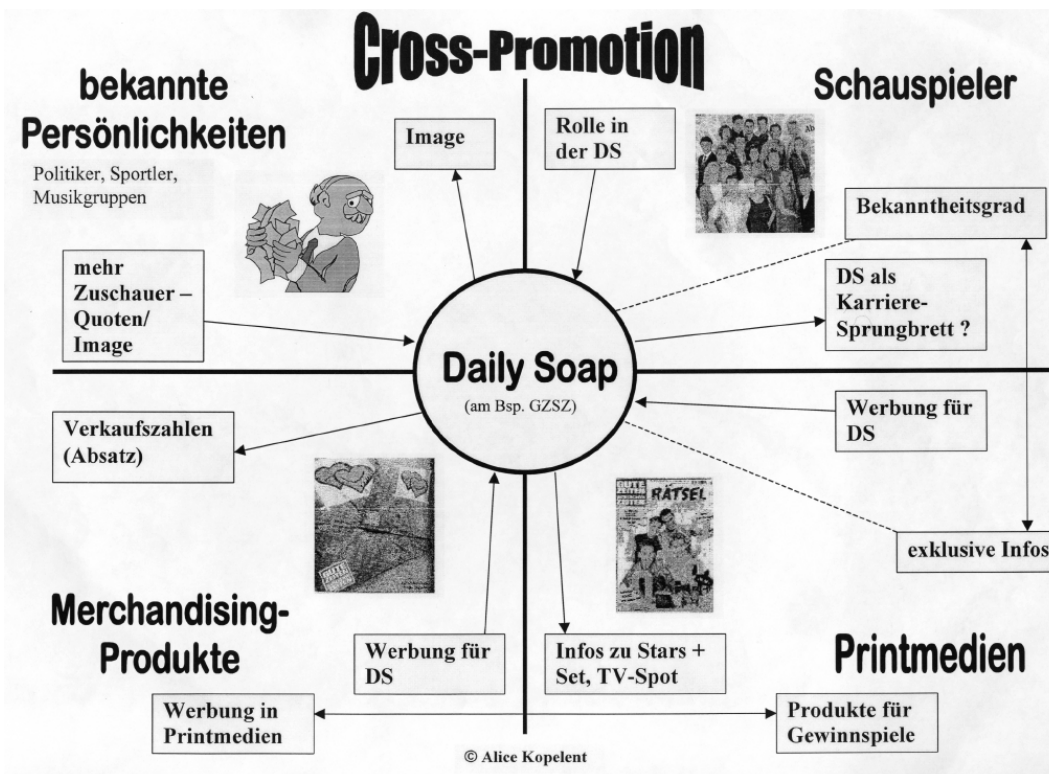 Cross-Promotion
bekannte
Persönlichkeiten
Politiker, Sportler,
Musikgruppen
Image
mehr
Zuschauer –
Quoten/
Image
Schauspieler
Rolle in
der DS
Bekanntheitsgrad
DS als
Karriere-
Sprungbrett ?
Daily Soap
(am Bsp. GZSZ)
Verkaufszahlen
(Absatz)
Merchandising-
Produkte
Werbung für
DS
Werbung in
Printmedien
Werbung für
DS
exklusive Infos
RÄTSEL
Infos zu Stars +
Set, TV-Spot
Printmedien
Produkte für
Gewinnspiele
© Alice Kopelent